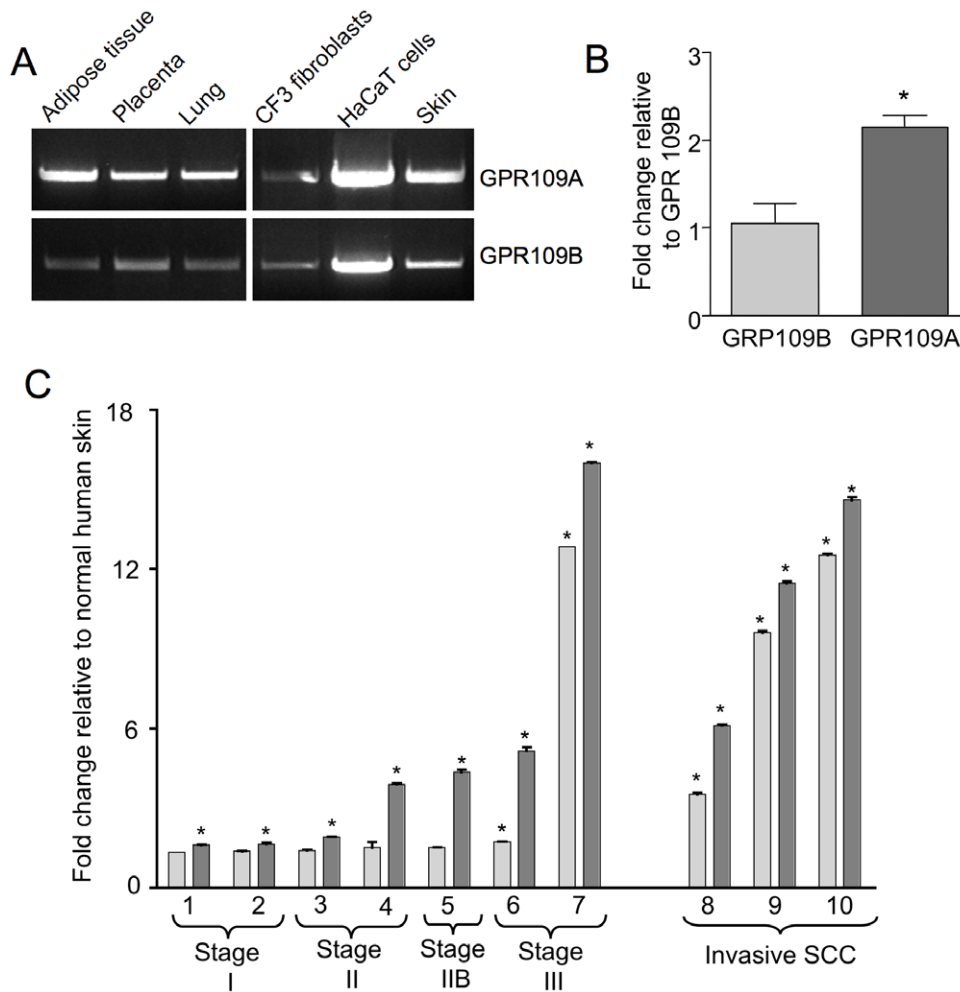 A
Adipose tissue
Placenta
Lung
CF3 fibroblasts
HaCaT cells
Skin
GPR109A
GPR109B
B
Fold change relative
to GPR 109B
3
2
1
0
*
GRP109B
GPR109A
C
Fold change relative to normal human skin
18
12
6
0
* * * * * * * * * * * * * *
1 2 3 4 5 6 7 8 9 10
Stage
I
Stage
II
Stage
IIB
Stage
III
Invasive SCC